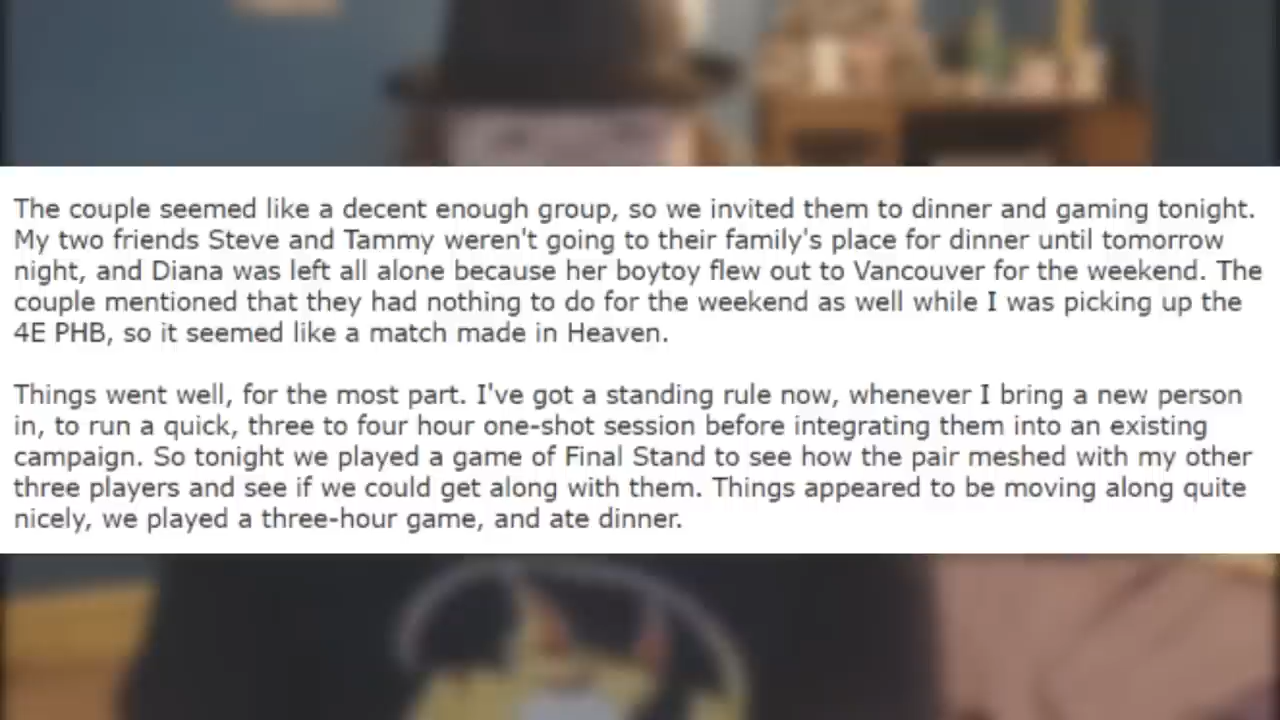 The couple seemed like a decent enough group, so we invited them to dinner and gaming tonight.
My two friends Steve and Tammy weren't going to their family's place for dinner until tomorrow
night, and Diana was left all alone because her boytoy flew out to Vancouver for the weekend. The
couple mentioned that they had nothing to do for the weekend as well while I was picking up the
4E PHB, so it seemed like a match made in Heaven.
Things went well, for the most part. I've got a standing rule now, whenever I bring a new person
in, to run a quick, three to four hour one-shot session before integrating them into an existing
campaign. So tonight we played a game of Final Stand to see how the pair meshed with my other
three players and see if we could get along with them. Things appeared to be moving along quite
nicely, we played a three-hour game, and ate dinner.